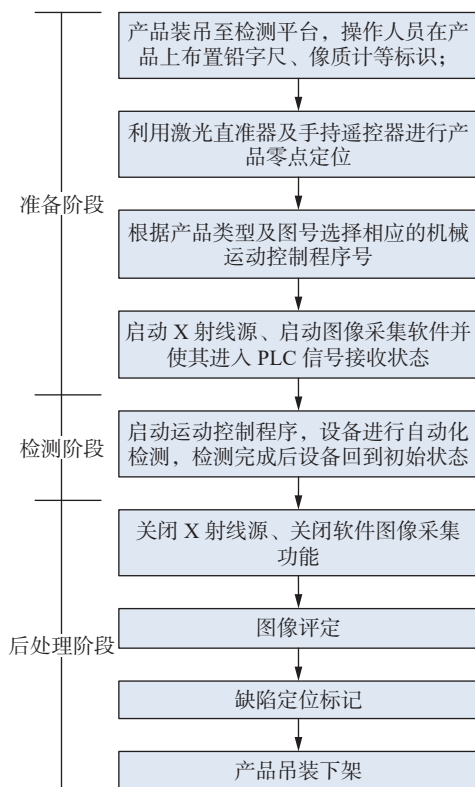 产品装吊至检测平台，操作人员在产
品上布置铅字尺、像质计等标识；
利用激光直准器及手持遥控器进行产
品零点定位
准备阶段
根据产品类型及图号选择相应的机械
运动控制程序号
启动 X 射线源、启动图像采集软件并
使其进入 PLC 信号接收状态
检测阶段
启动运动控制程序，设备进行自动化
检测，检测完成后设备回到初始状态
关闭 X 射线源、关闭软件图像采集
功能
图像评定
后处理阶段
缺陷定位标记
产品吊装下架